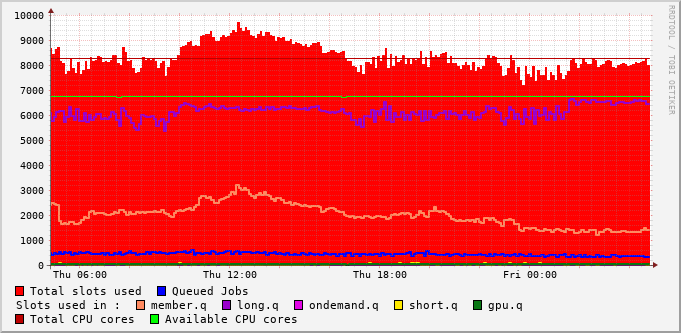 10000
9000
8000
7000
6000
5000
4000
3000
2000
1000
0
Thu 06:00 Thu 12:00 Thu 18:00 Fri 00:00
RRDTOOL / TOBI OETIKER
Total slots used Queued Jobs
Slots used in : member.q long.q ondemand.q short.q gpu.q
Total CPU cores Available CPU cores